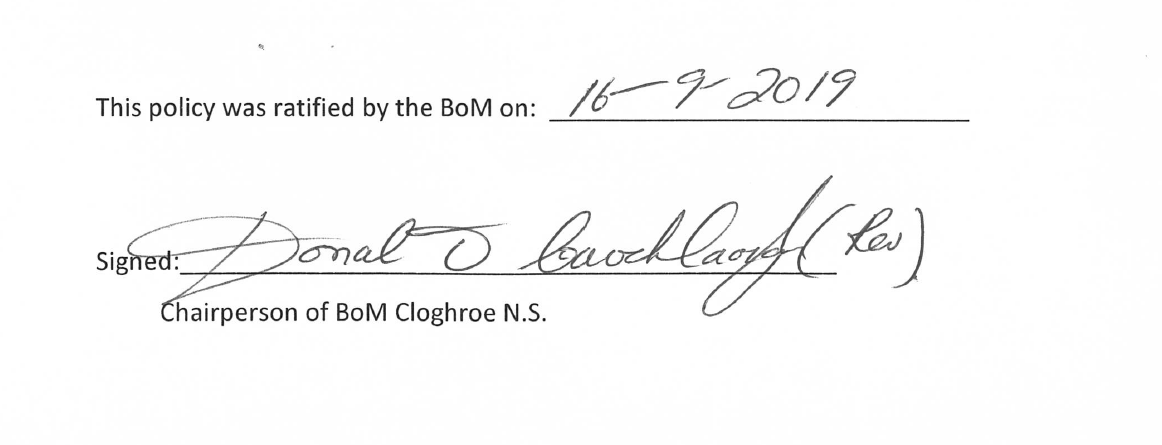 This policy was ratified by the BoM on: 16-9-2019
Signed: Donal O (Rev)
Chairperson of BoM Cloghroe N.S.